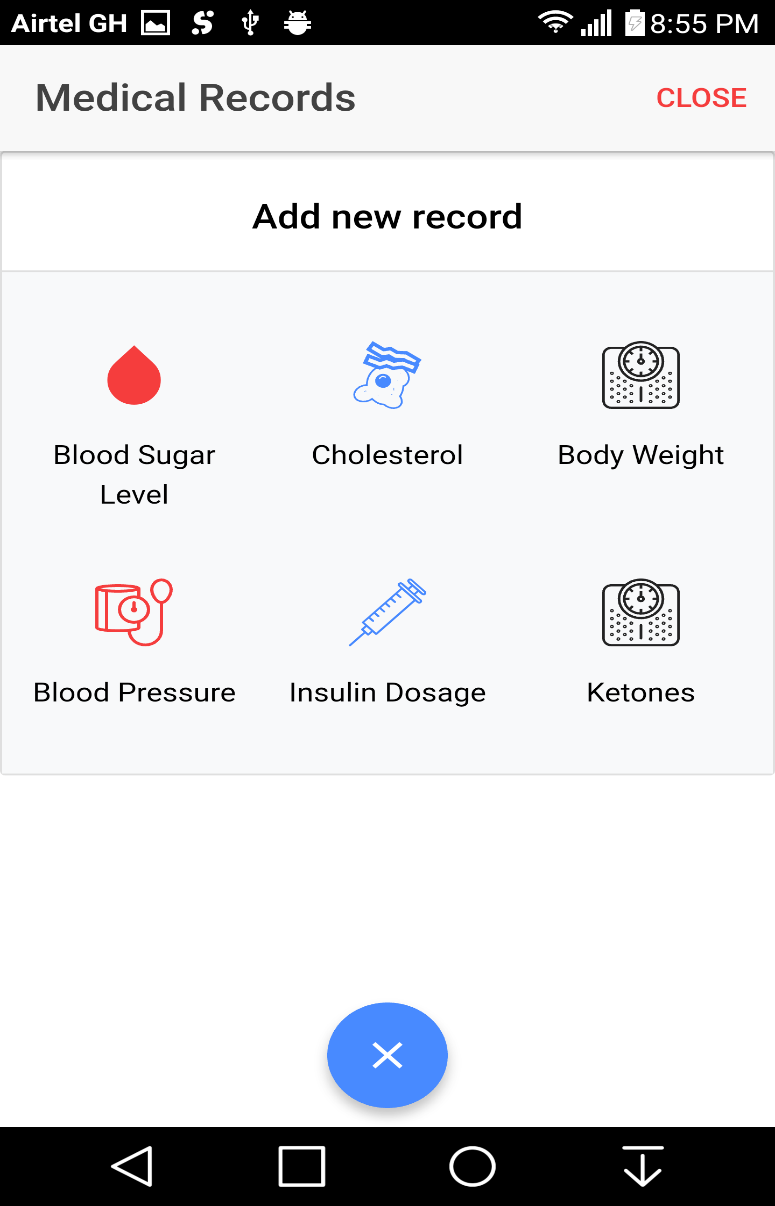 Airtel GH 8:55 PM
Medical Records CLOSE
Add new record
Blood Sugar Level
Cholesterol
Body Weight
Blood Pressure
Insulin Dosage
Ketones